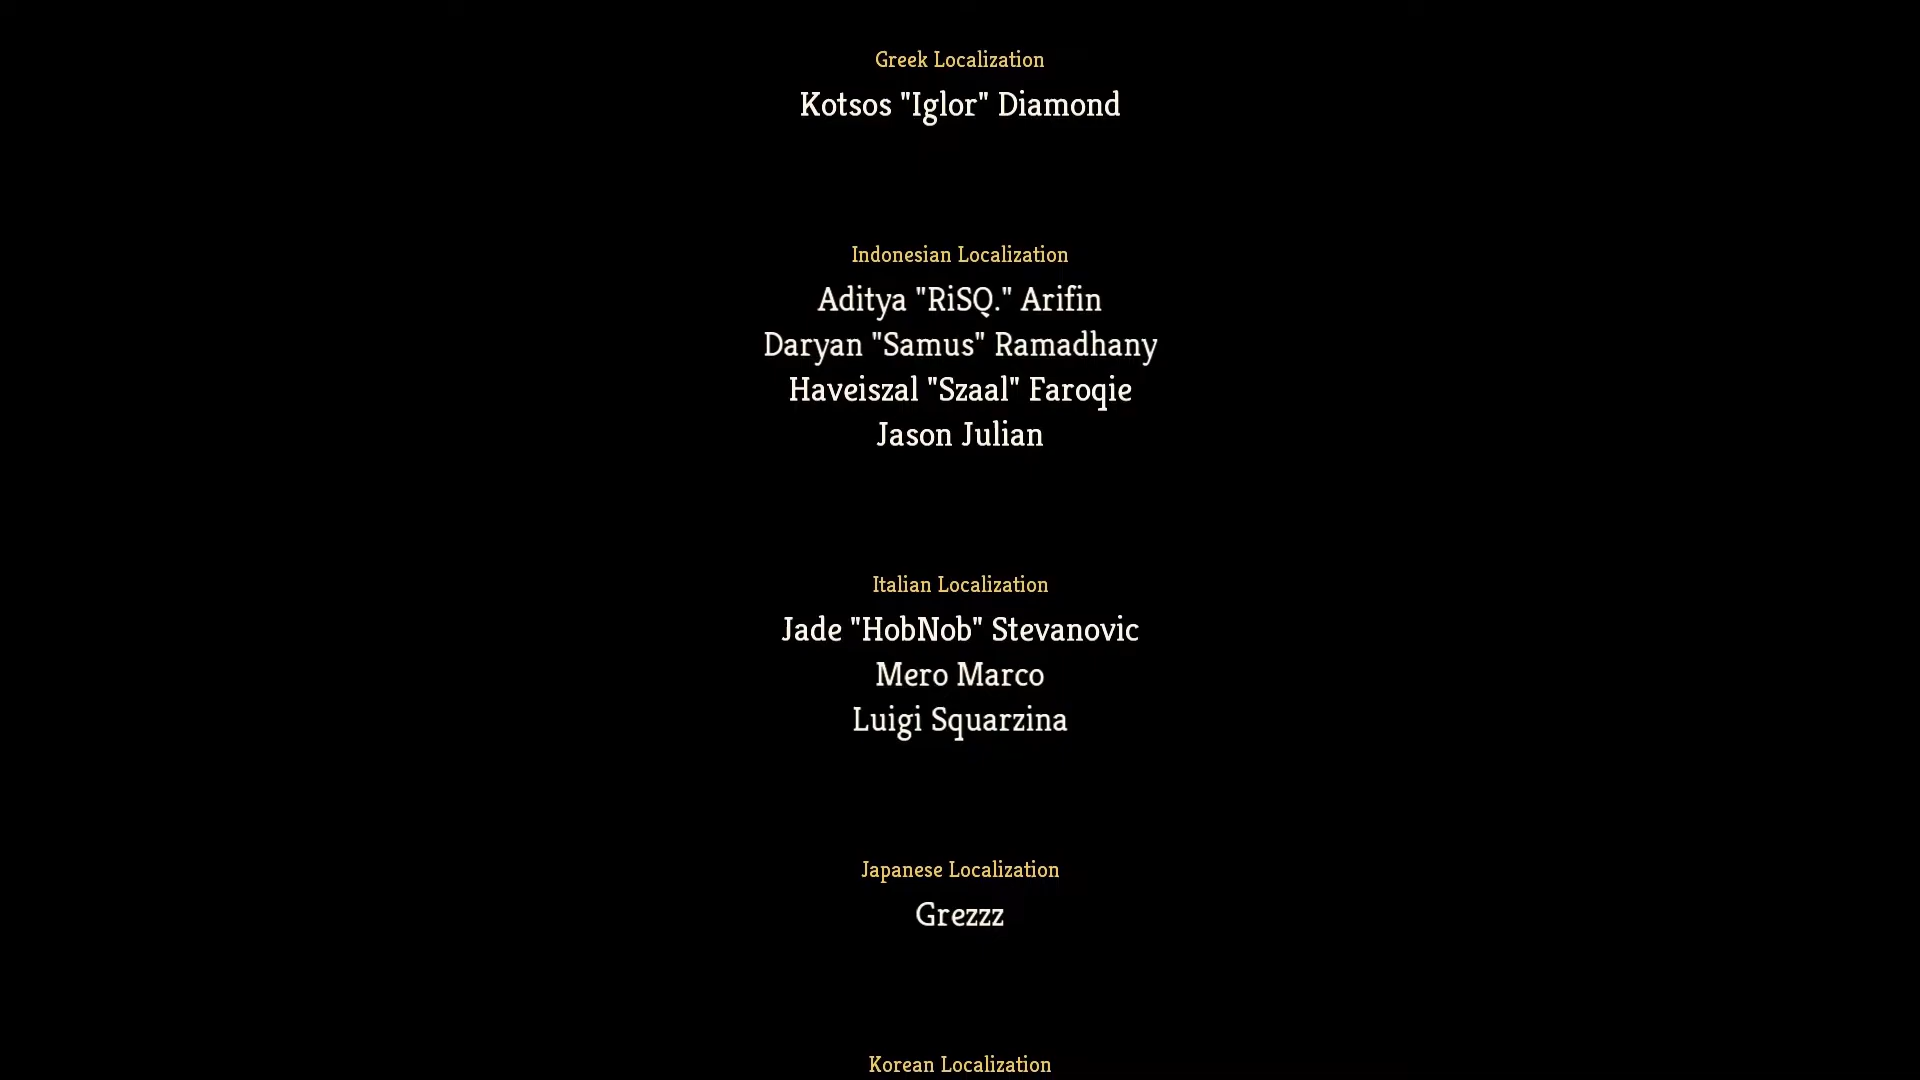 Greek Localization
Kotsos "Iglor" Diamond
Indonesian Localization
Aditya "RiSQ." Arifin
Daryan "Samus" Ramadhany
Haveiszal "Szaal" Faroqie
Jason Julian
Italian Localization
Jade "HobNob" Stevanovic
Mero Marco
Luigi Squarzina
Japanese Localization
Grezzz
Korean Localization